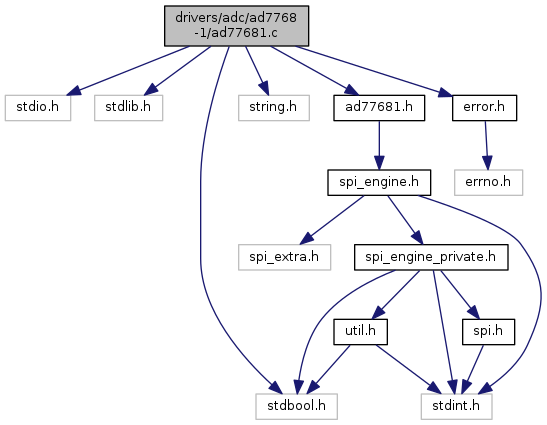 drivers/adc/ad7768
-1/ad77681.c
stdio.h
stdlib.h
string.h
ad77681.h
error.h
spi_engine.h
errno.h
spi_extra.h
spi_engine_private.h
util.h
spi.h
stdbool.h
stdint.h